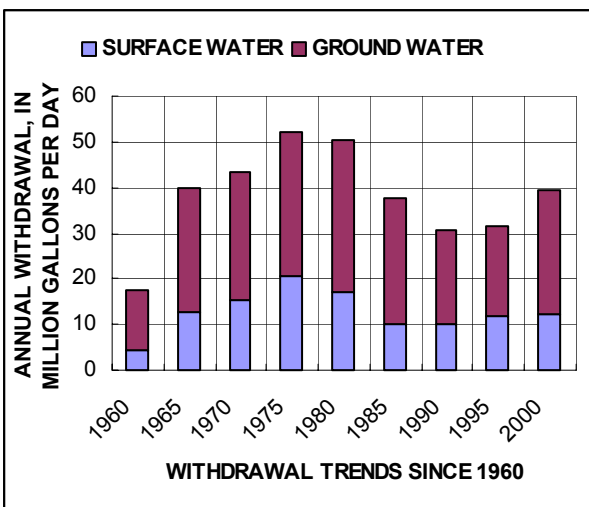 SURFACE WATER GROUND WATER
ANNUAL WITHDRAWAL, IN
MILLION GALLONS PER DAY
60
50
40
30
20
10
0
1960 1965 1970 1975 1980 1985 1990 1995 2000
WITHDRAWAL TRENDS SINCE 1960